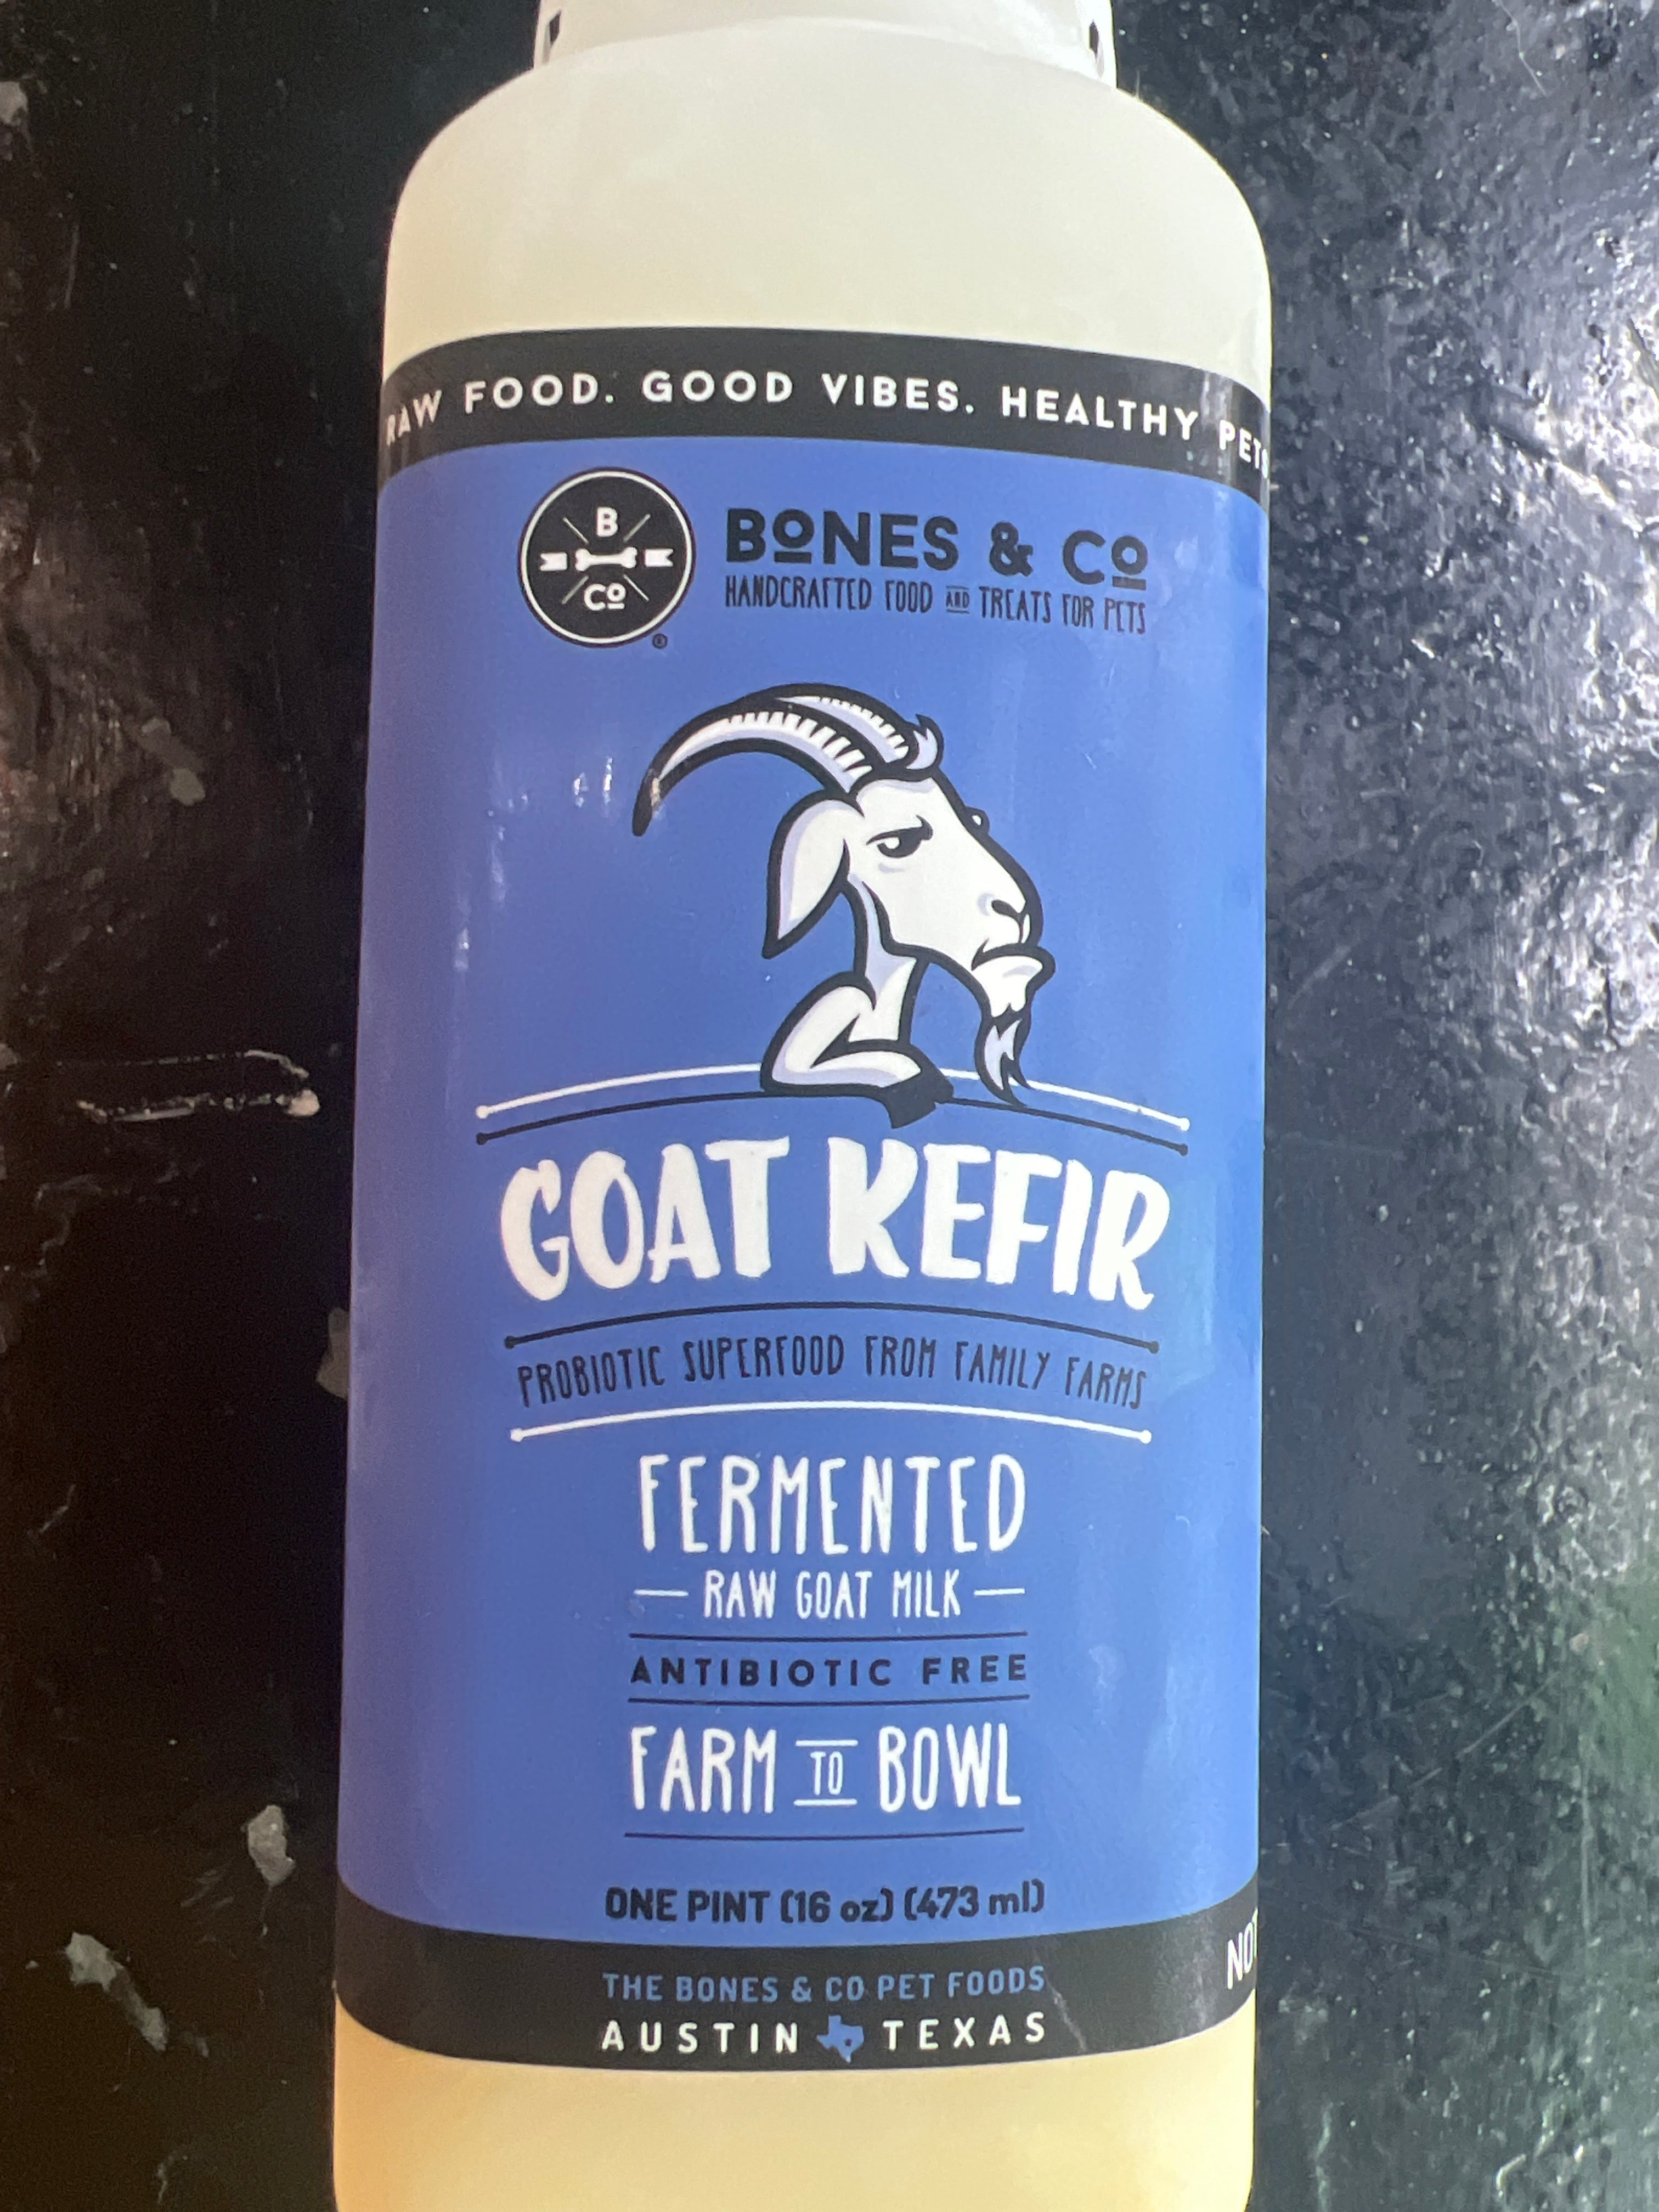 RAW FOOD. GOOD VIBES. HEALTHY PETS
B
Co
®
BONES & Co
HANDCRAFTED FOOD AND TREATS FOR PETS
GOAT KEFIR
PROBIOTIC SUPERFOOD FROM FAMILY FARMS
FERMENTED
— RAW GOAT MILK —
ANTIBIOTIC FREE
FARM TO BOWL
ONE PINT (16 oz) (473 ml)
NOT
THE BONES & CO PET FOODS
AUSTIN TEXAS